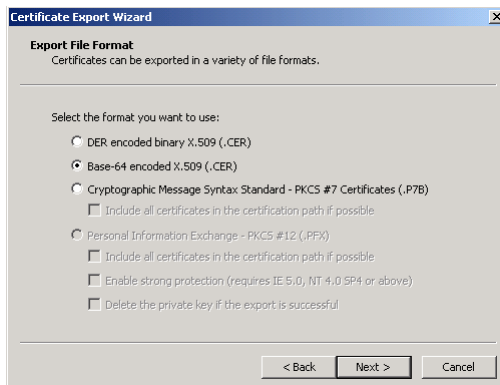 Certificate Export Wizard
Export File Format
Certificates can be exported in a variety of file formats.
Select the format you want to use:
DER encoded binary X.509 (.CER)
Base-64 encoded X.509 (.CER)
Cryptographic Message Syntax Standard - PKCS #7 Certificates (.P7B)
Include all certificates in the certification path if possible
Personal Information Exchange - PKCS #12 (.PFX)
Include all certificates in the certification path if possible
Enable strong protection (requires IE 5.0, NT 4.0 SP4 or above)
Delete the private key if the export is successful
< Back Next > Cancel